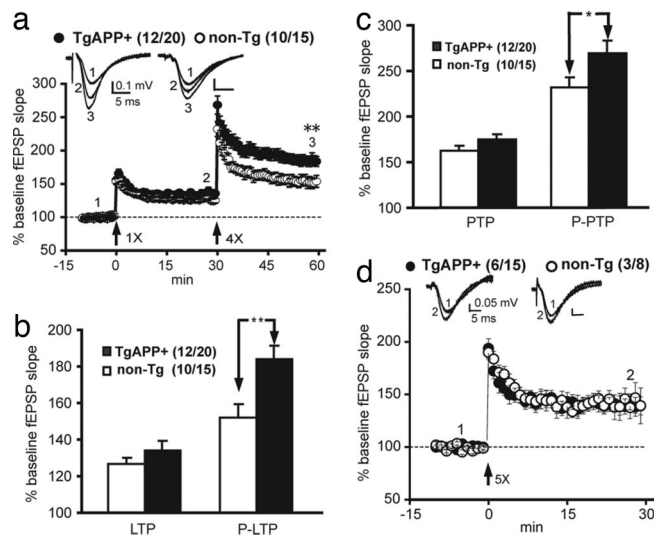 a
TgAPP+ (12/20) non-Tg (10/15)
1
2
3
0.1 mV
5 ms
1
2
3
% baseline fEPSP slope
300
250
200
150
100
50
1
2
**
3
1X
4X
-15 0 15 30 45 60
min
b
% baseline fEPSP slope
200
180
160
140
120
100
TgAPP+ (12/20)
non-Tg (10/15)
**
LTP P-LTP
c
% baseline fEPSP slope
300
250
200
150
100
TgAPP+ (12/20)
non-Tg (10/15)
*
PTP P-PTP
d
TgAPP+ (6/15) non-Tg (3/8)
1
2
0.05 mV
5 ms
1
2
% baseline fEPSP slope
250
200
150
100
50
1
2
5X
-15 0 15 30
min